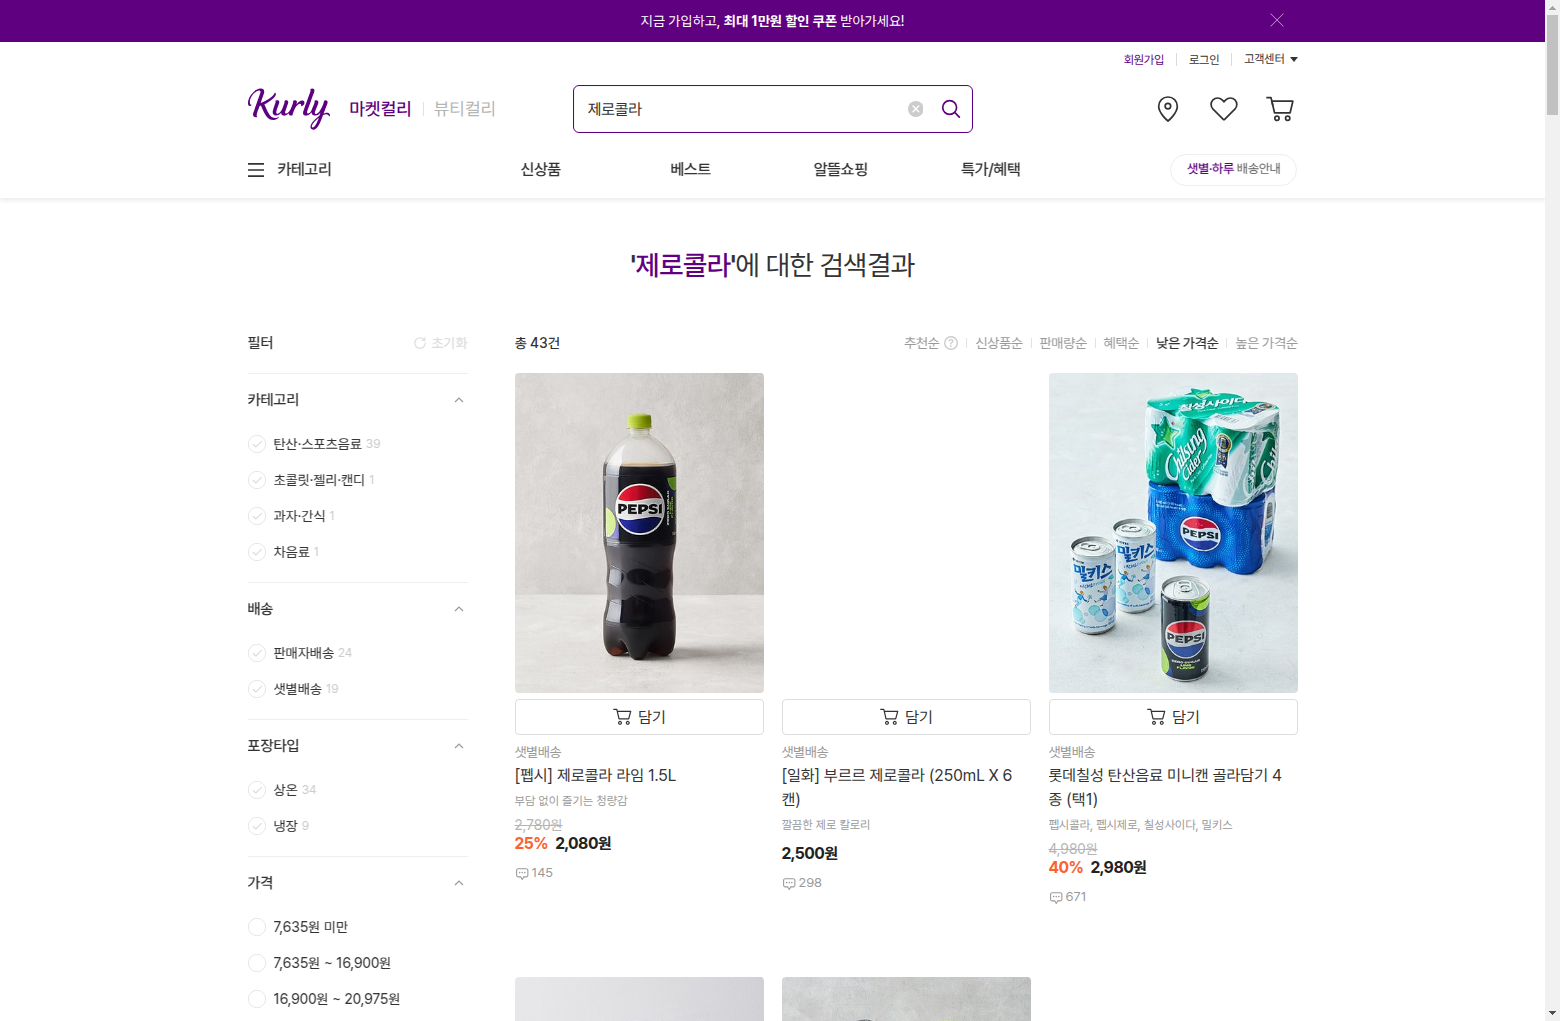 지금 가입하고, 최대 1만원 할인 쿠폰 받아가세요!
회원가입 로그인 고객센터
Kurly 마켓컬리 뷰티컬리
제로콜라
카테고리 신상품 베스트 알뜰쇼핑 특가/혜택 샛별·하루 배송안내
'제로콜라'에 대한 검색결과
필터 초기화
총 43건 추천순 ? 신상품순 판매량순 혜택순 낮은 가격순 높은 가격순
카테고리
탄산·스포츠음료 39
초콜릿·젤리·캔디 1
과자·간식 1
차음료 1
배송
판매자배송 24
샛별배송 19
포장타입
상온 34
냉장 9
가격
7,635원 미만
7,635원 ~ 16,900원
16,900원 ~ 20,975원
PEPSI
담기
샛별배송
[펩시] 제로콜라 라임 1.5L
부담 없이 즐기는 청량감
2,780원
25% 2,080원
145
담기
샛별배송
[일화] 부르르 제로콜라 (250mL X 6
캔)
깔끔한 제로 칼로리
2,500원
298
칠성사이다
Chilsung
Cider
PEPSI
밀키스
밀키스
PEPSI
담기
샛별배송
롯데칠성 탄산음료 미니캔 골라담기 4
종 (택1)
펩시콜라, 펩시제로, 칠성사이다, 밀키스
4,980원
40% 2,980원
671